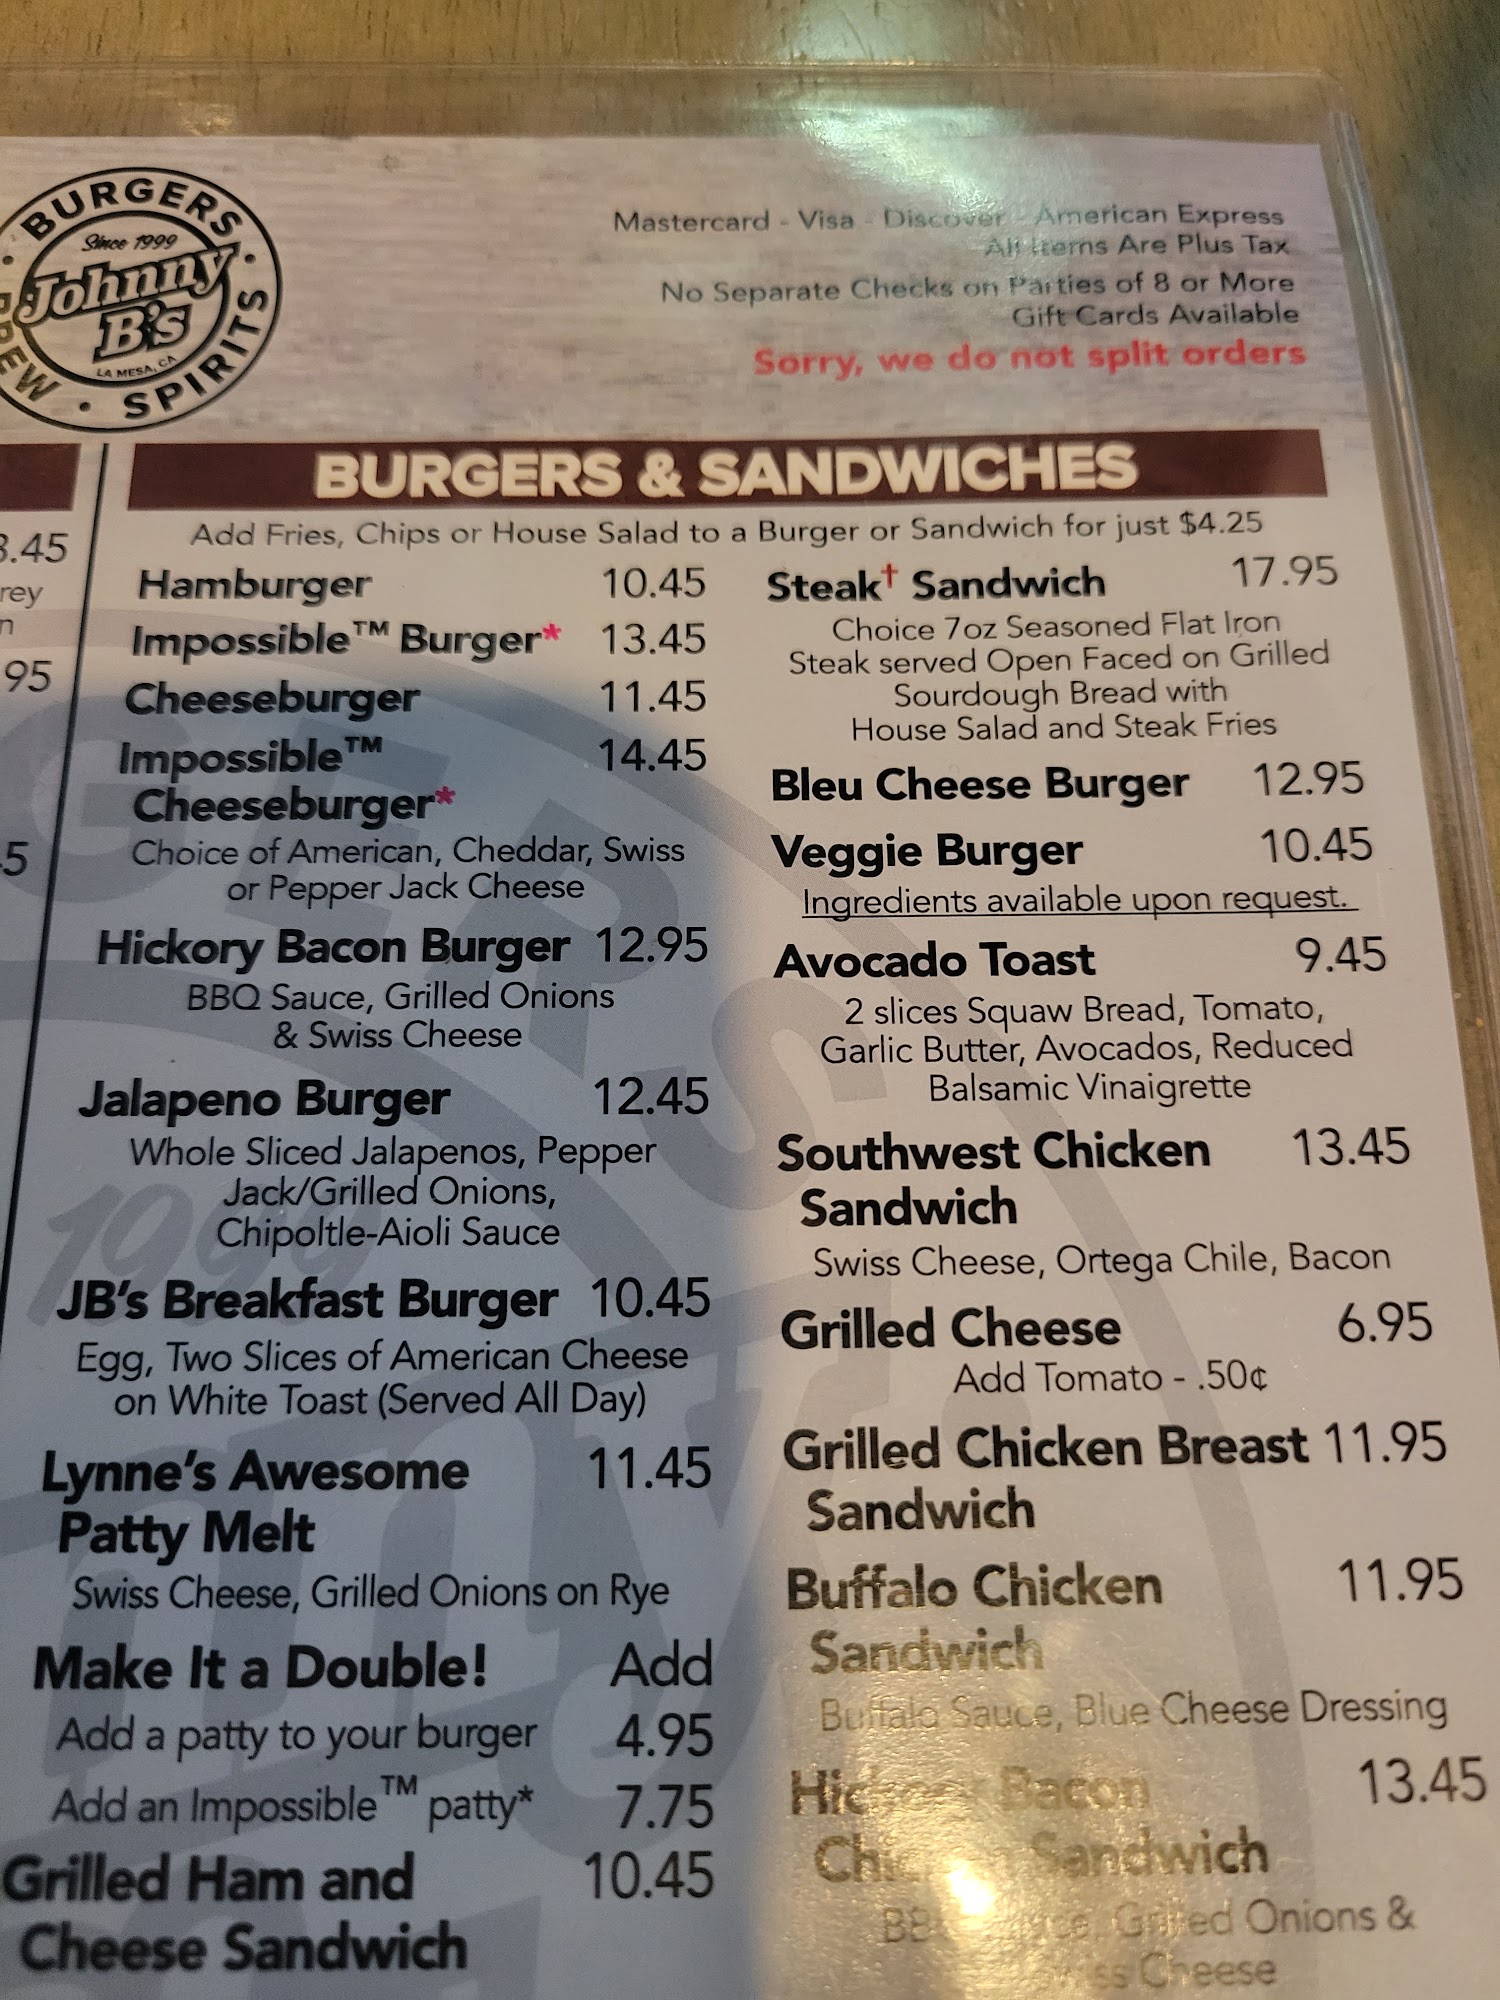 BURGERS
Since 1999
Johnny
B's
LA MESA, CA
SPIRITS
Mastercard - Visa - Discover - American Express
All Items Are Plus Tax
No Separate Checks on Parties of 8 or More
Gift Cards Available
Sorry, we do not split orders
BURGERS & SANDWICHES
Add Fries, Chips or House Salad to a Burger or Sandwich for just $4.25
Hamburger 10.45
Impossible™ Burger* 13.45
Cheeseburger 11.45
Impossible™ 14.45
Cheeseburger*
Choice of American, Cheddar, Swiss
or Pepper Jack Cheese
Hickory Bacon Burger 12.95
BBQ Sauce, Grilled Onions
& Swiss Cheese
Jalapeno Burger 12.45
Whole Sliced Jalapenos, Pepper
Jack/Grilled Onions,
Chipoltle-Aioli Sauce
JB's Breakfast Burger 10.45
Egg, Two Slices of American Cheese
on White Toast (Served All Day)
Lynne's Awesome 11.45
Patty Melt
Swiss Cheese, Grilled Onions on Rye
Make It a Double! Add
Add a patty to your burger 4.95
Add an Impossible™ patty* 7.75
Grilled Ham and 10.45
Cheese Sandwich
Steak† Sandwich 17.95
Choice 7oz Seasoned Flat Iron
Steak served Open Faced on Grilled
Sourdough Bread with
House Salad and Steak Fries
Bleu Cheese Burger 12.95
Veggie Burger 10.45
Ingredients available upon request.
Avocado Toast 9.45
2 slices Squaw Bread, Tomato,
Garlic Butter, Avocados, Reduced
Balsamic Vinaigrette
Southwest Chicken 13.45
Sandwich
Swiss Cheese, Ortega Chile, Bacon
Grilled Cheese 6.95
Add Tomato - .50¢
Grilled Chicken Breast 11.95
Sandwich
Buffalo Chicken 11.95
Sandwich
Buffalo Sauce, Blue Cheese Dressing
Hickory Bacon 13.45
Chicken Sandwich
BBQ Sauce, Grilled Onions &
Swiss Cheese